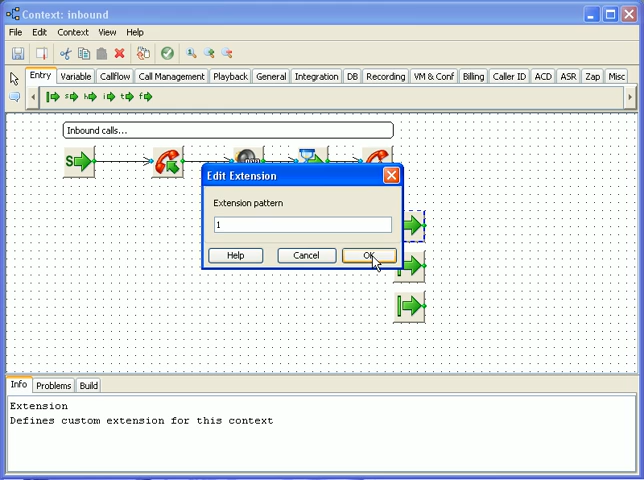 Context: inbound
File Edit Context View Help
Entry Variable Callflow Call Management Playback General Integration DB Recording VM & Conf Billing Caller ID ACD ASR Zap Misc
s h i t f
Inbound calls...
S
Edit Extension
Extension pattern
1
Help Cancel OK
Info Problems Build
Extension
Defines custom extension for this context